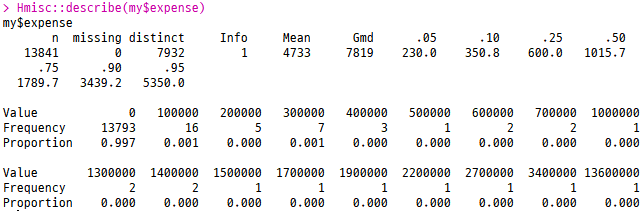 > Hmisc::describe(my$expense)
my$expense
n missing distinct Info Mean Gmd .05 .10 .25 .50
13841 0 7932 1 4733 7819 230.0 350.8 600.0 1015.7
.75 .90 .95
1789.7 3439.2 5350.0
Value 0 100000 200000 300000 400000 500000 600000 700000 1000000
Frequency 13793 16 5 7 3 1 2 2 1
Proportion 0.997 0.001 0.000 0.001 0.000 0.000 0.000 0.000 0.000
Value 1300000 1400000 1500000 1700000 1900000 2200000 2700000 3400000 13600000
Frequency 2 2 1 1 1 1 1 1 1
Proportion 0.000 0.000 0.000 0.000 0.000 0.000 0.000 0.000 0.000